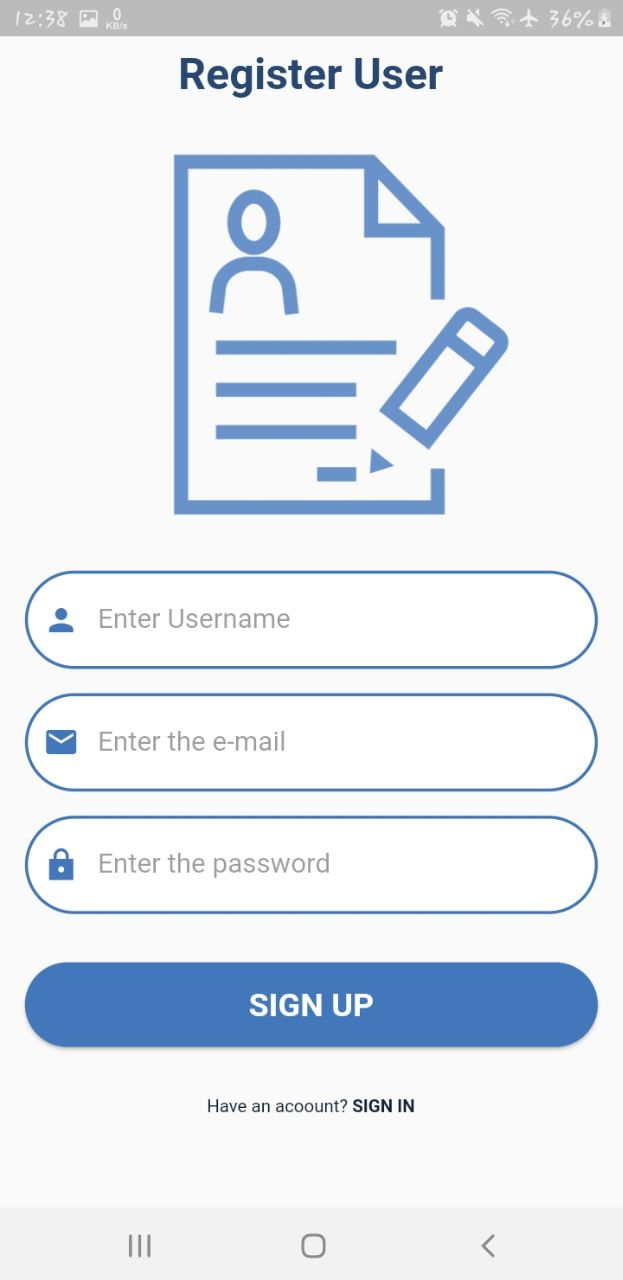 12:38 0 KB/s 36%
Register User
Enter Username
Enter the e-mail
Enter the password
SIGN UP
Have an acoount? SIGN IN